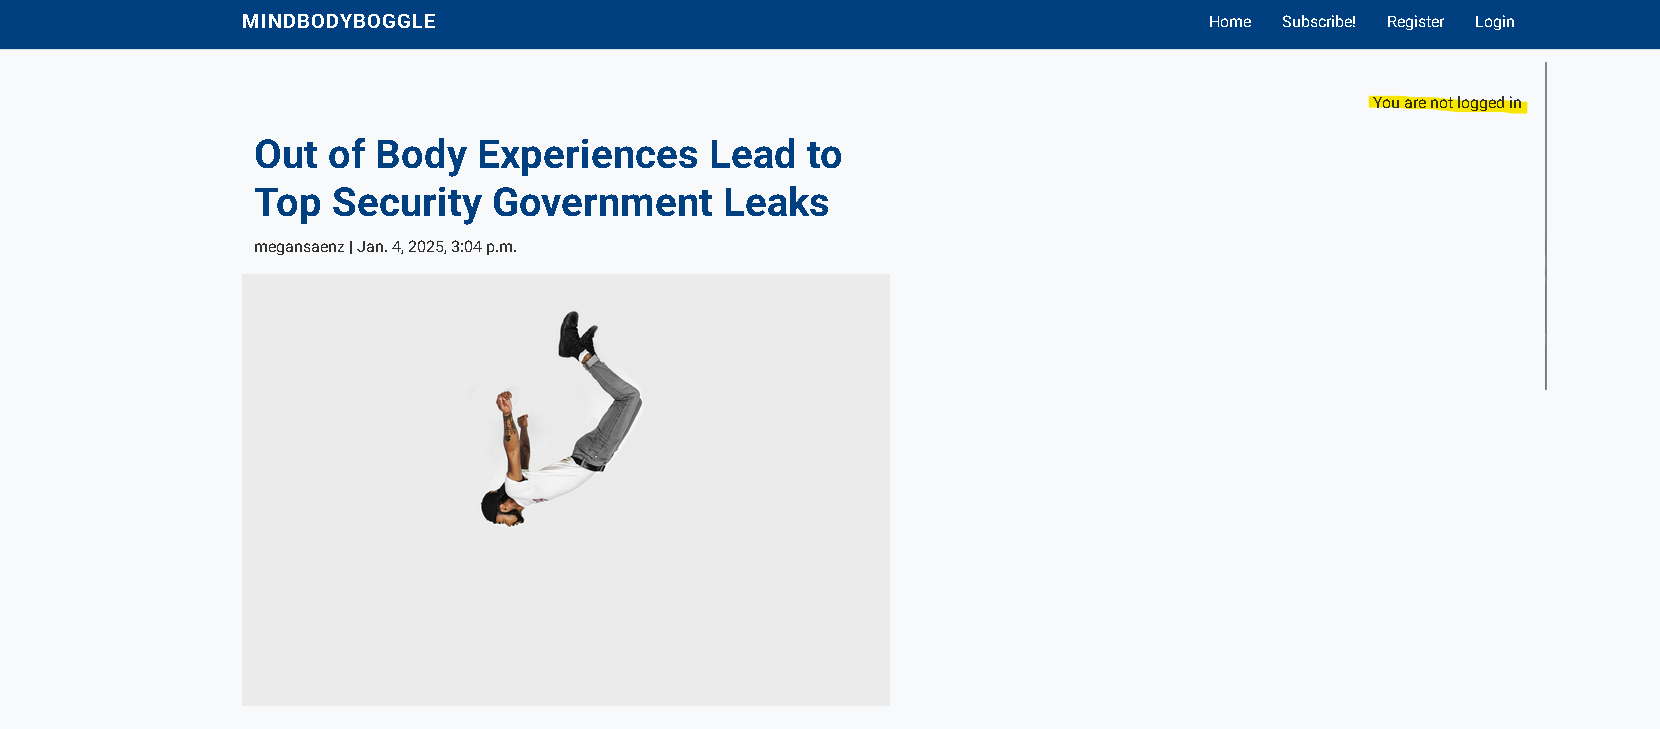 MINDBODYBOGGLE
Home Subscribe! Register Login
You are not logged in
Out of Body Experiences Lead to
Top Security Government Leaks
megansaenz | Jan. 4, 2025, 3:04 p.m.